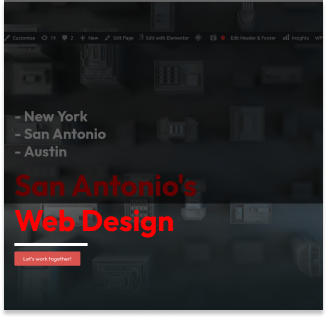 Customize 19 2 New Edit Page Edit with Elementor Edit Header & Footer Insights WP
- New York
- San Antonio
- Austin
San Antonio's
Web Design
Let's work together!